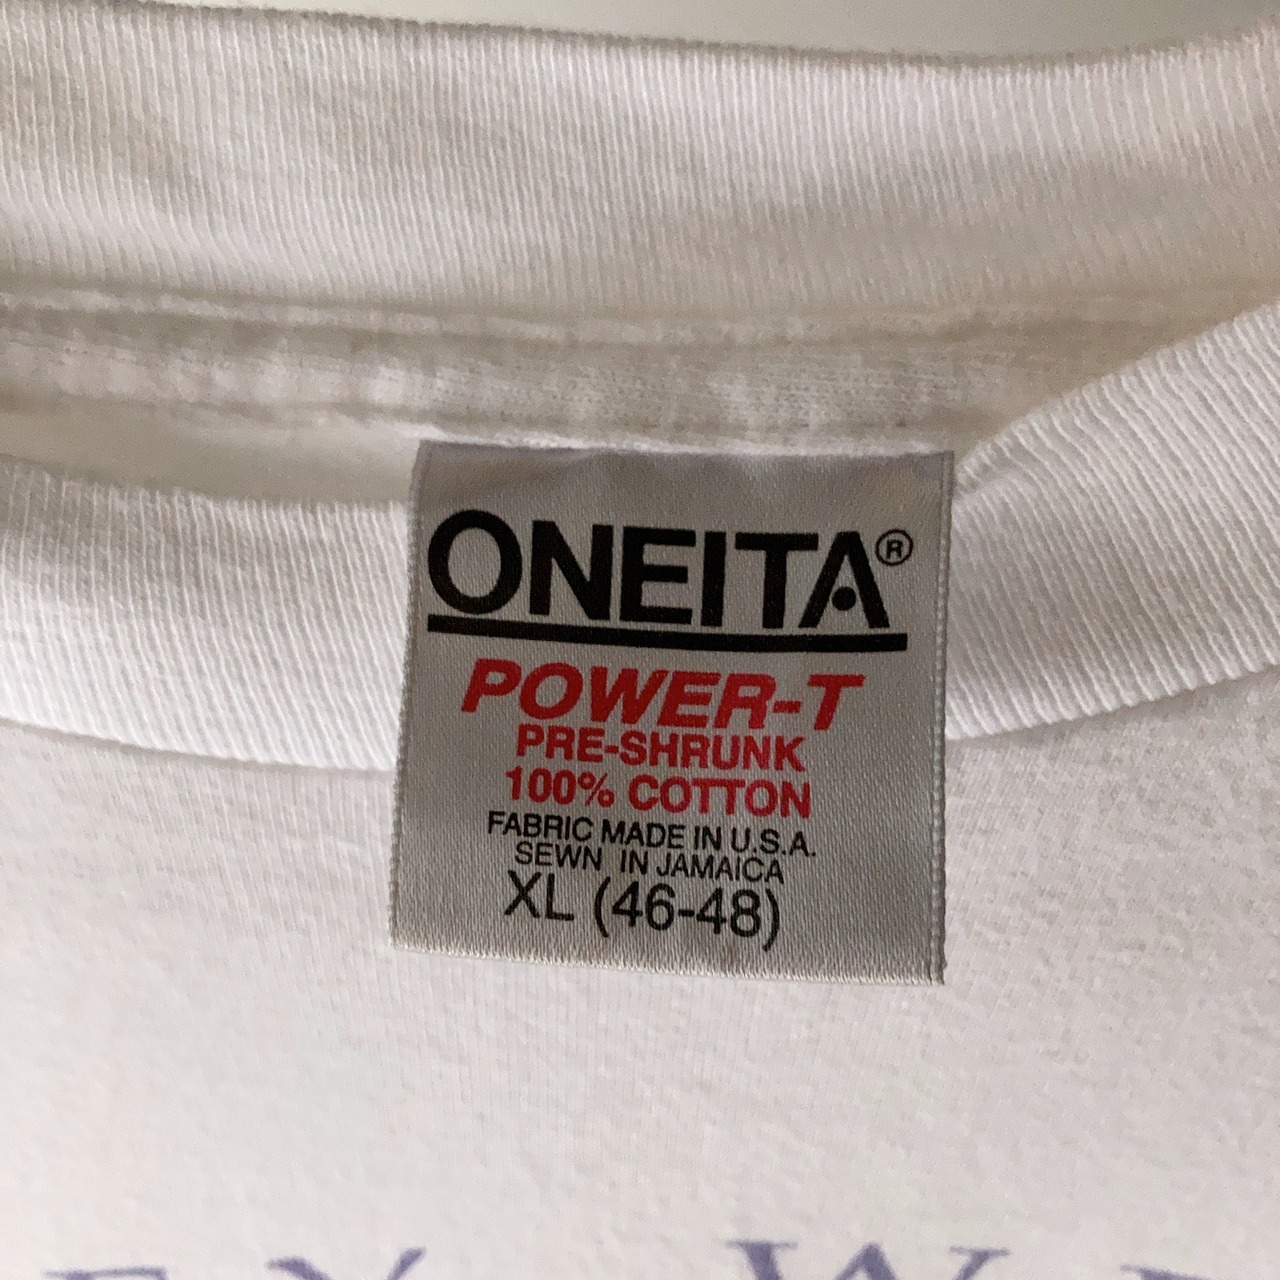 ONEITA®
POWER-T
PRE-SHRUNK
100% COTTON
FABRIC MADE IN U.S.A.
SEWN IN JAMAICA
XL (46-48)